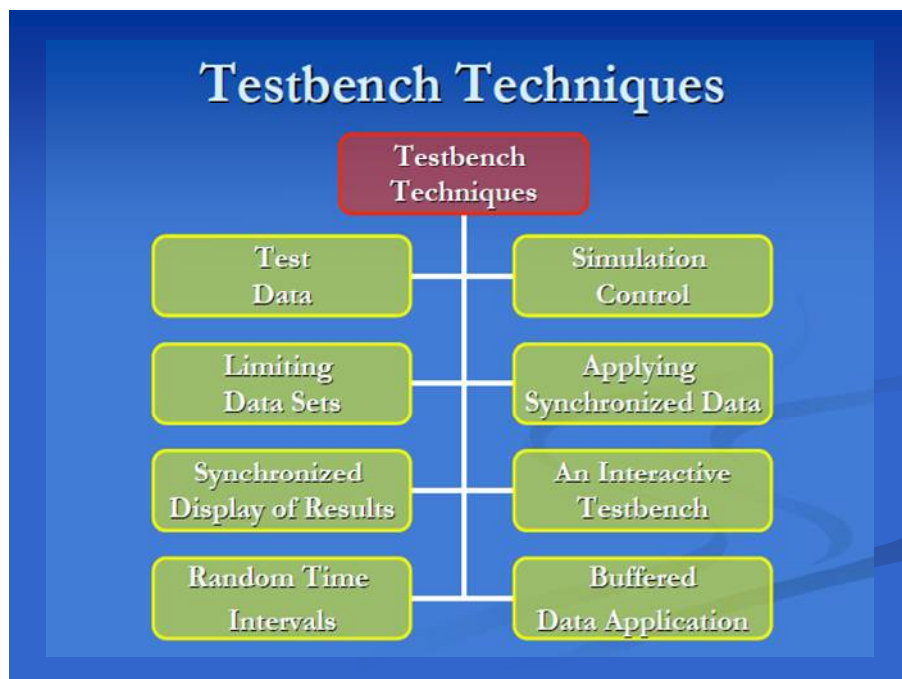 Testbench Techniques
Testbench
Techniques
Test
Data
Simulation
Control
Limiting
Data Sets
Applying
Synchronized Data
Synchronized
Display of Results
An Interactive
Testbench
Random Time
Intervals
Buffered
Data Application